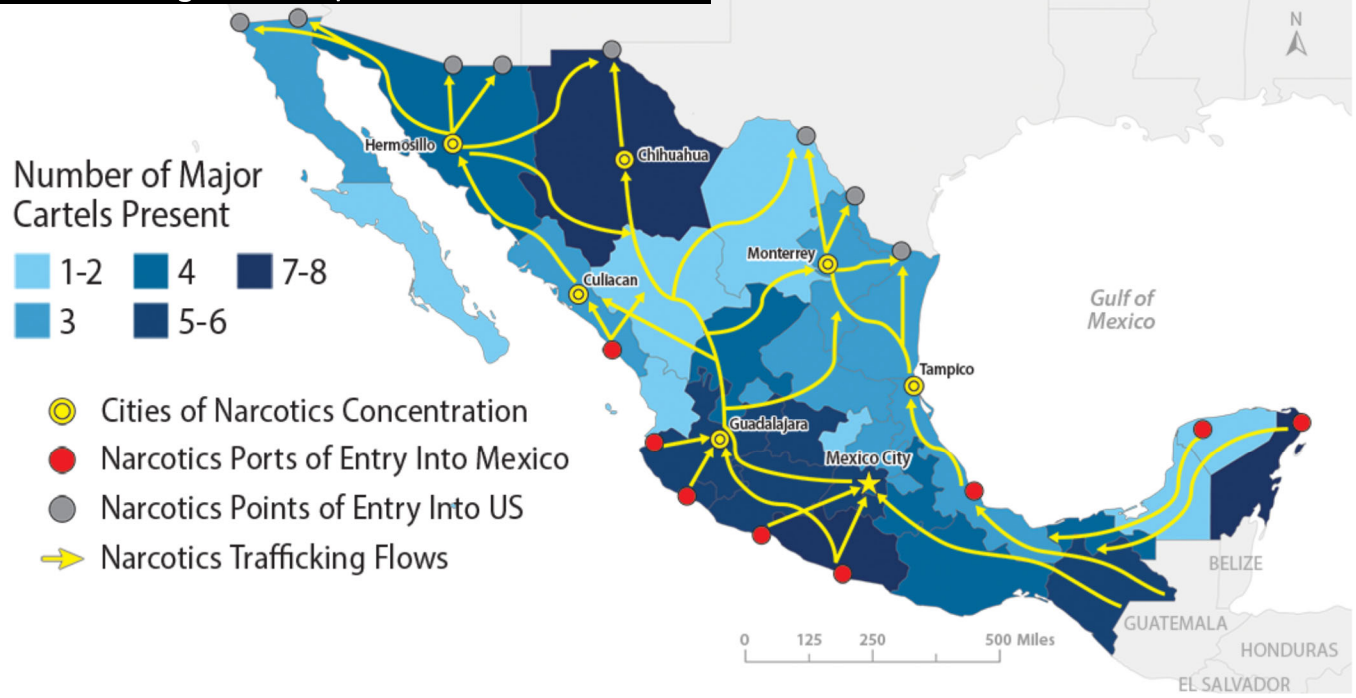 N
Hermosillo
Chihuahua
Number of Major
Cartels Present
1-2
4
7-8
3
5-6
Monterrey
Culiacan
Gulf of
Mexico
Tampico
Cities of Narcotics Concentration
Guadalajara
Narcotics Ports of Entry Into Mexico
Mexico City
Narcotics Points of Entry Into US
Narcotics Trafficking Flows
BELIZE
GUATEMALA
0 125 250 500 Miles
HONDURAS
EL SALVADOR